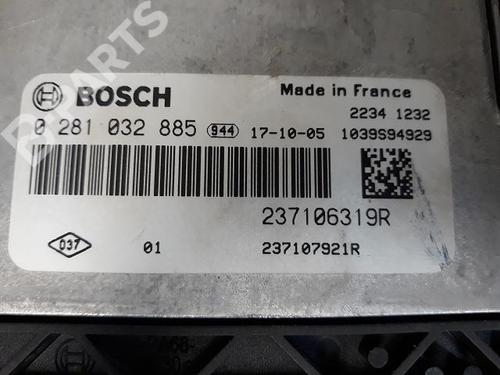 BOSCH
Made in France
2234 1232
0 281 032 885 944 17-10-05 1039S94929
237106319R
D37 01 237107921R
PARTS